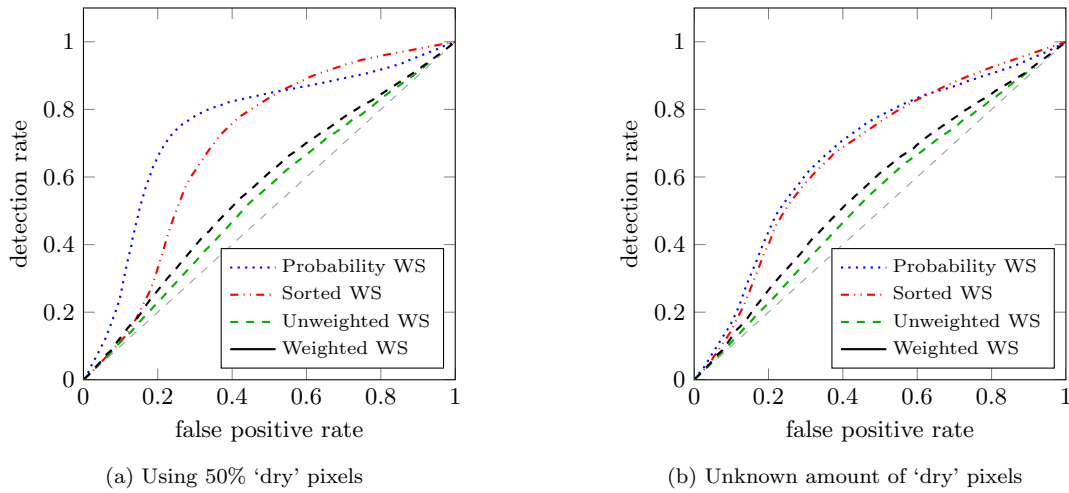 1
0.8
0.6
0.4
0.2
0
0 0.2 0.4 0.6 0.8 1
detection rate
false positive rate
Probability WS
Sorted WS
Unweighted WS
Weighted WS
(a) Using 50% ‘dry’ pixels
1
0.8
0.6
0.4
0.2
0
0 0.2 0.4 0.6 0.8 1
detection rate
false positive rate
Probability WS
Sorted WS
Unweighted WS
Weighted WS
(b) Unknown amount of ‘dry’ pixels